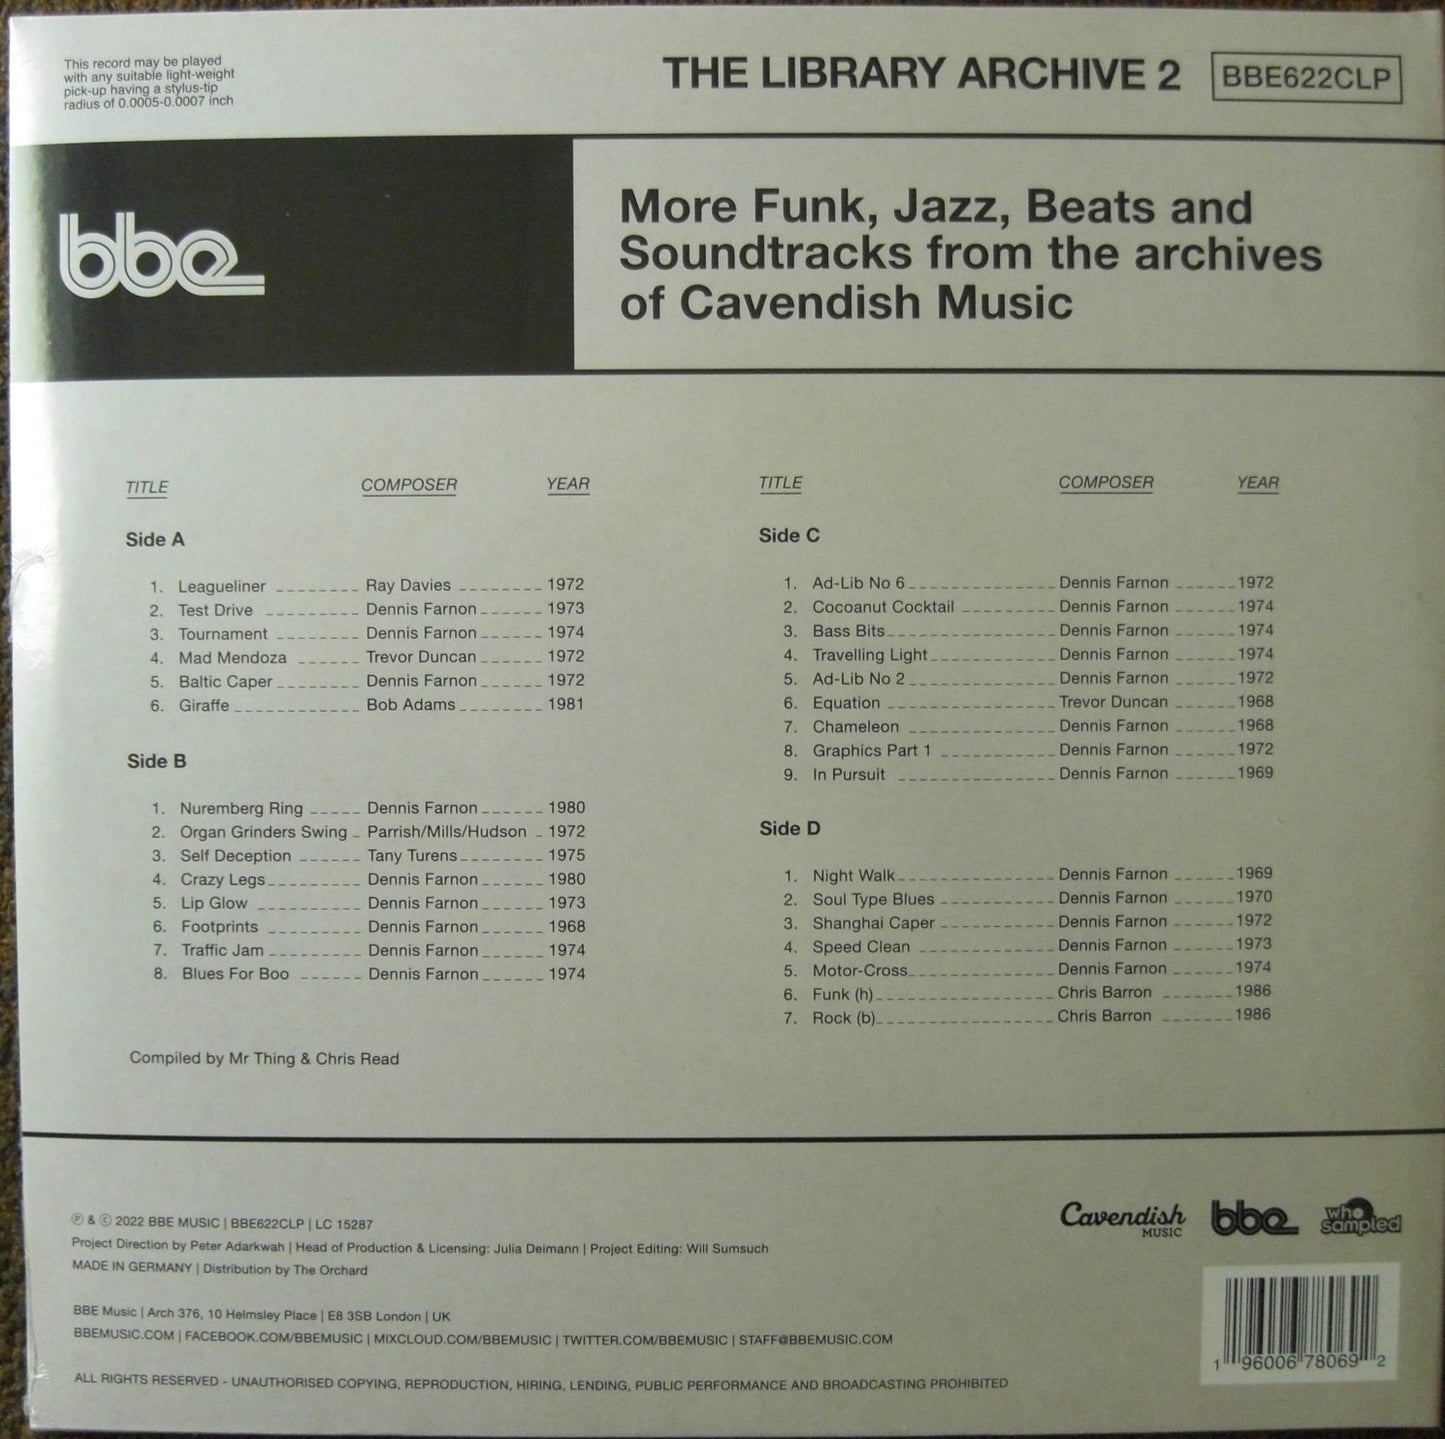 This record may be played
with any suitable light-weight
pick-up having a stylus-tip
radius of 0.0005-0.0007 inch
THE LIBRARY ARCHIVE 2
BBE622CLP
bbe
More Funk, Jazz, Beats and
Soundtracks from the archives
of Cavendish Music
TITLE COMPOSER YEAR
Side A
1. Leagueliner Ray Davies 1972
2. Test Drive Dennis Farnon 1973
3. Tournament Dennis Farnon 1974
4. Mad Mendoza Trevor Duncan 1972
5. Baltic Caper Dennis Farnon 1972
6. Giraffe Bob Adams 1981
Side B
1. Nuremberg Ring Dennis Farnon 1980
2. Organ Grinders Swing Parrish/Mills/Hudson 1972
3. Self Deception Tany Turens 1975
4. Crazy Legs Dennis Farnon 1980
5. Lip Glow Dennis Farnon 1973
6. Footprints Dennis Farnon 1968
7. Traffic Jam Dennis Farnon 1974
8. Blues For Boo Dennis Farnon 1974
Compiled by Mr Thing & Chris Read
TITLE COMPOSER YEAR
Side C
1. Ad-Lib No 6 Dennis Farnon 1972
2. Cocoanut Cocktail Dennis Farnon 1974
3. Bass Bits Dennis Farnon 1974
4. Travelling Light Dennis Farnon 1974
5. Ad-Lib No 2 Dennis Farnon 1972
6. Equation Trevor Duncan 1968
7. Chameleon Dennis Farnon 1968
8. Graphics Part 1 Dennis Farnon 1972
9. In Pursuit Dennis Farnon 1969
Side D
1. Night Walk Dennis Farnon 1969
2. Soul Type Blues Dennis Farnon 1970
3. Shanghai Caper Dennis Farnon 1972
4. Speed Clean Dennis Farnon 1973
5. Motor-Cross Dennis Farnon 1974
6. Funk (h) Chris Barron 1986
7. Rock (b) Chris Barron 1986
℗ & © 2022 BBE MUSIC | BBE622CLP | LC 15287
Project Direction by Peter Adarkwah | Head of Production & Licensing: Julia Deimann | Project Editing: Will Sumsuch
MADE IN GERMANY | Distribution by The Orchard
BBE Music | Arch 376, 10 Helmsley Place | E8 3SB London | UK
BBEMUSIC.COM | FACEBOOK.COM/BBEMUSIC | MIXCLOUD.COM/BBEMUSIC | TWITTER.COM/BBEMUSIC | STAFF@BBEMUSIC.COM
ALL RIGHTS RESERVED - UNAUTHORISED COPYING, REPRODUCTION, HIRING, LENDING, PUBLIC PERFORMANCE AND BROADCASTING PROHIBITED
Cavendish
MUSIC
bbe
who
sampled
1 96006 78069 2